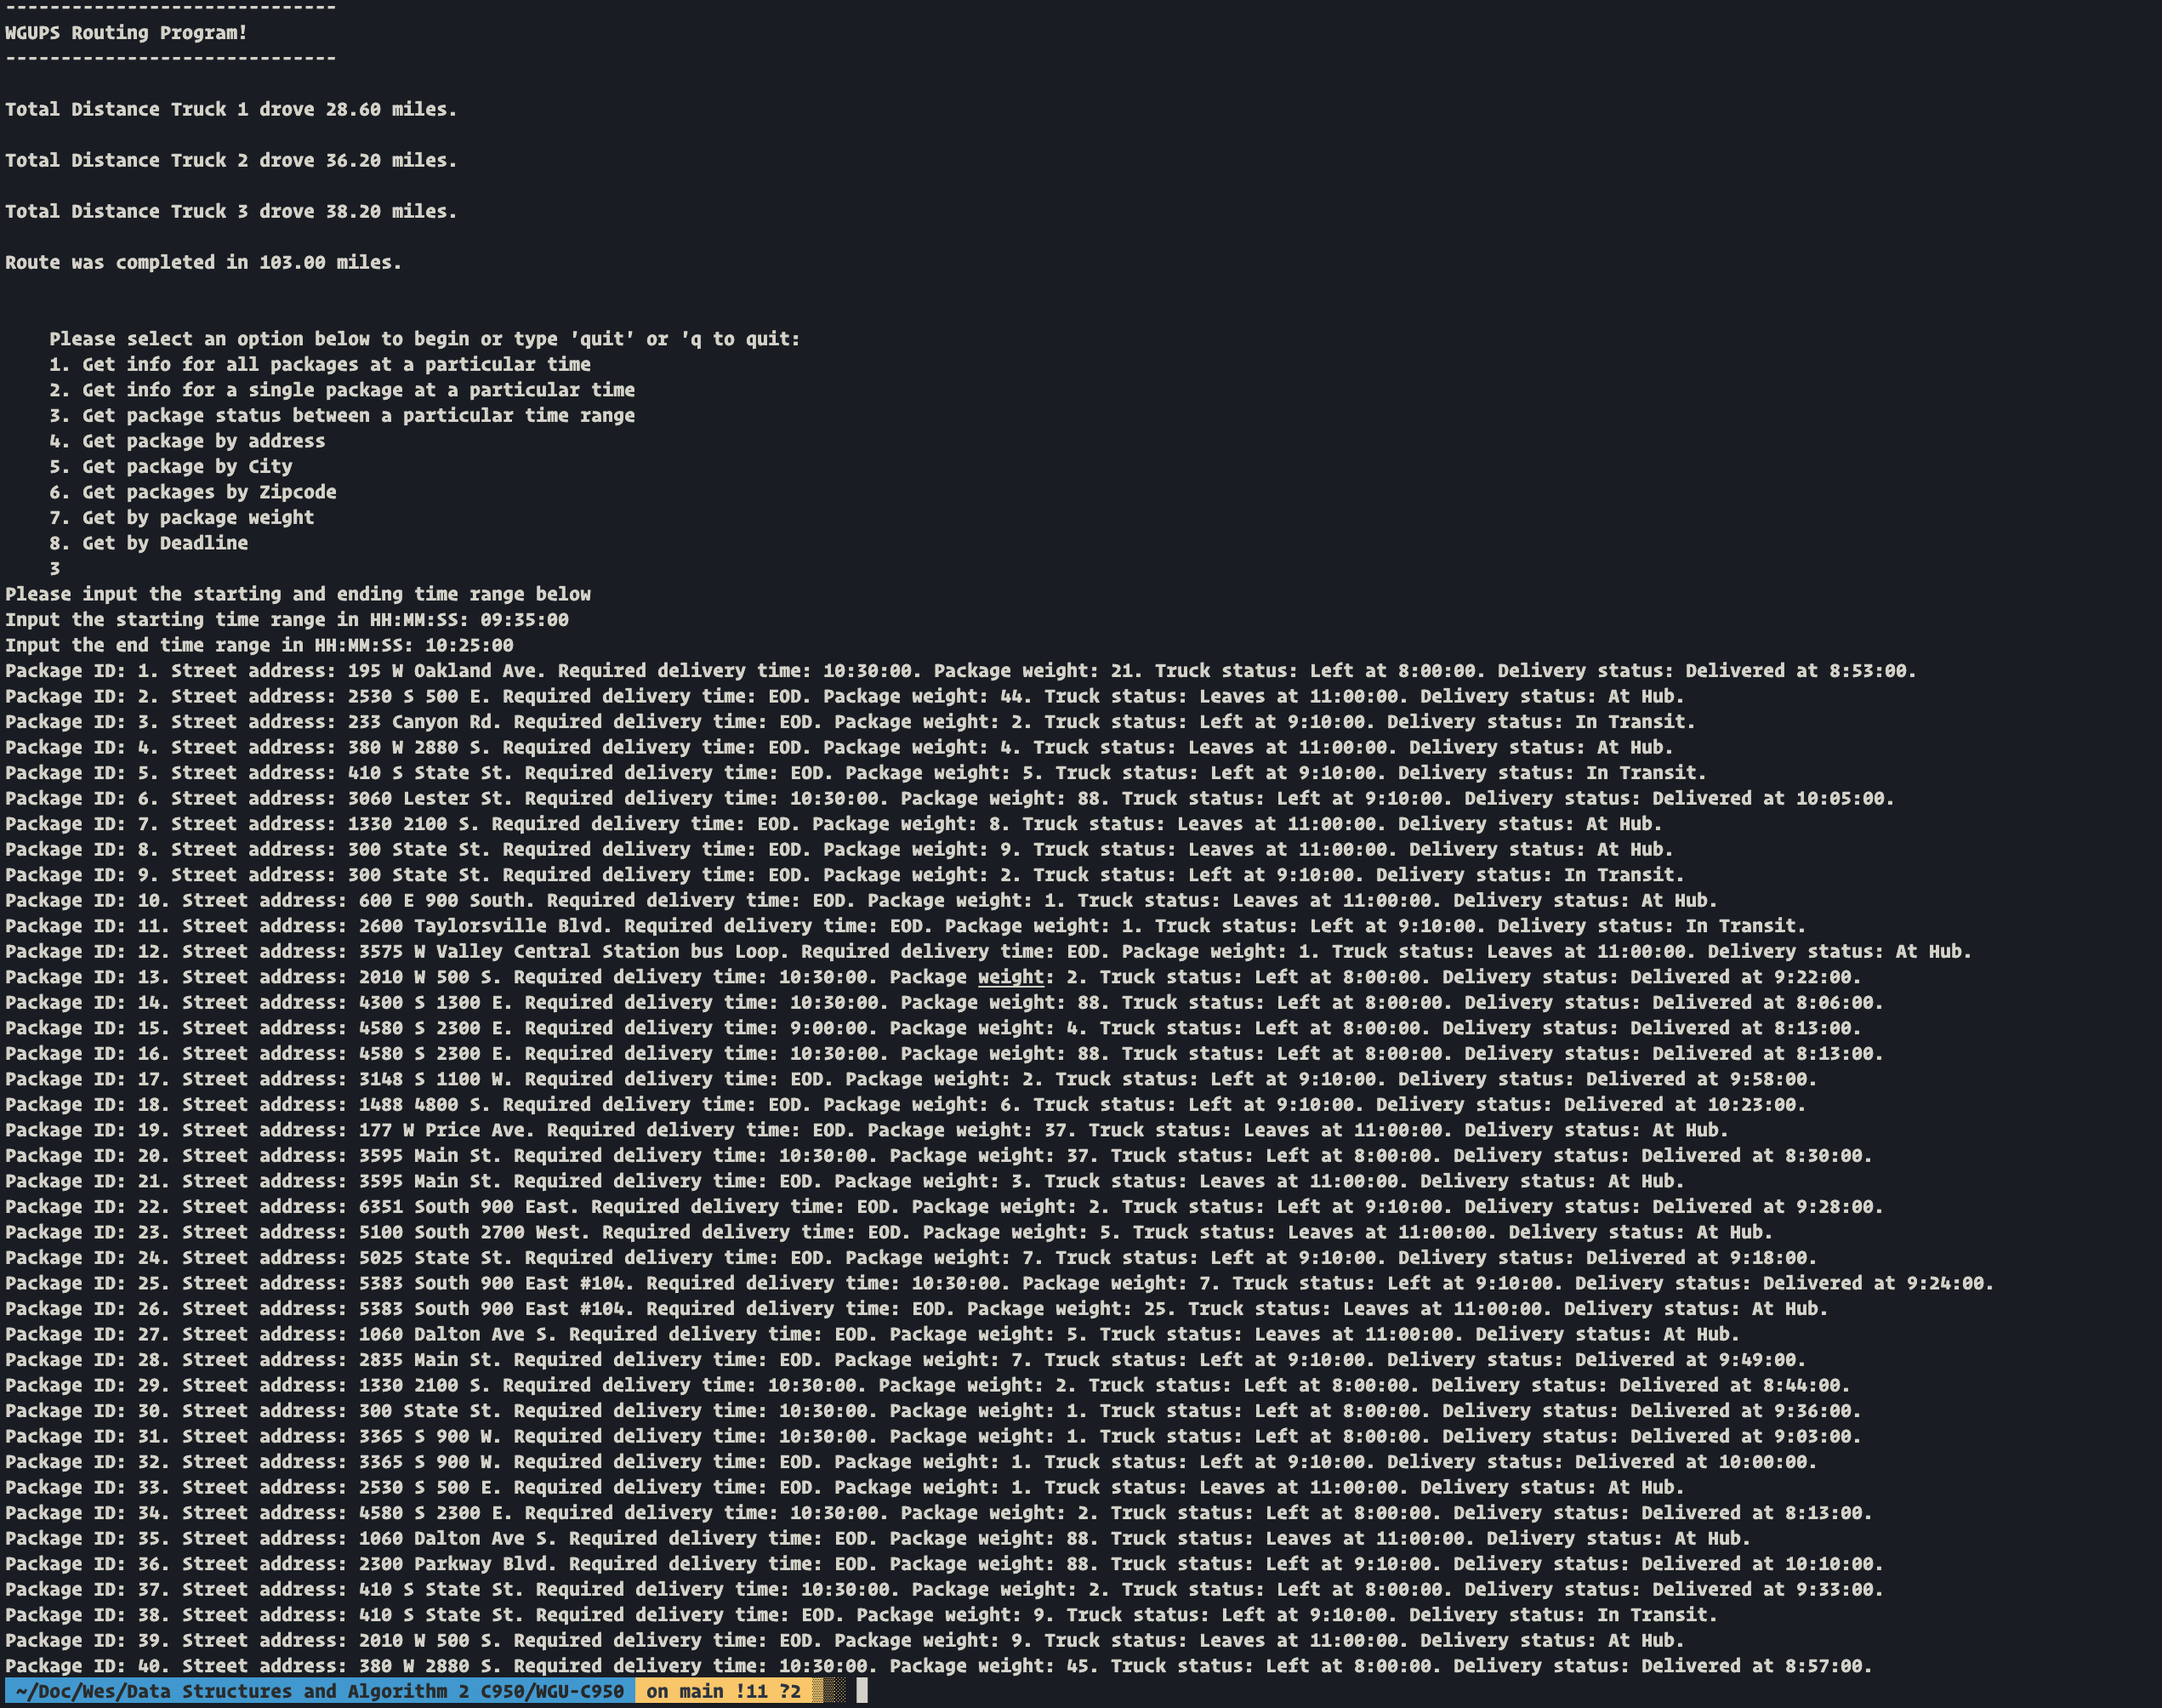 ------------------------------
WGUPS Routing Program!
------------------------------
Total Distance Truck 1 drove 28.60 miles.
Total Distance Truck 2 drove 36.20 miles.
Total Distance Truck 3 drove 38.20 miles.
Route was completed in 103.00 miles.
Please select an option below to begin or type 'quit' or 'q to quit:
1. Get info for all packages at a particular time
2. Get info for a single package at a particular time
3. Get package status between a particular time range
4. Get package by address
5. Get package by City
6. Get packages by Zipcode
7. Get by package weight
8. Get by Deadline
3
Please input the starting and ending time range below
Input the starting time range in HH:MM:SS: 09:35:00
Input the end time range in HH:MM:SS: 10:25:00
Package ID: 1. Street address: 195 W Oakland Ave. Required delivery time: 10:30:00. Package weight: 21. Truck status: Left at 8:00:00. Delivery status: Delivered at 8:53:00.
Package ID: 2. Street address: 2530 S 500 E. Required delivery time: EOD. Package weight: 44. Truck status: Leaves at 11:00:00. Delivery status: At Hub.
Package ID: 3. Street address: 233 Canyon Rd. Required delivery time: EOD. Package weight: 2. Truck status: Left at 9:10:00. Delivery status: In Transit.
Package ID: 4. Street address: 380 W 2880 S. Required delivery time: EOD. Package weight: 4. Truck status: Leaves at 11:00:00. Delivery status: At Hub.
Package ID: 5. Street address: 410 S State St. Required delivery time: EOD. Package weight: 5. Truck status: Left at 9:10:00. Delivery status: In Transit.
Package ID: 6. Street address: 3060 Lester St. Required delivery time: 10:30:00. Package weight: 88. Truck status: Left at 9:10:00. Delivery status: Delivered at 10:05:00.
Package ID: 7. Street address: 1330 2100 S. Required delivery time: EOD. Package weight: 8. Truck status: Leaves at 11:00:00. Delivery status: At Hub.
Package ID: 8. Street address: 300 State St. Required delivery time: EOD. Package weight: 9. Truck status: Leaves at 11:00:00. Delivery status: At Hub.
Package ID: 9. Street address: 300 State St. Required delivery time: EOD. Package weight: 2. Truck status: Left at 9:10:00. Delivery status: In Transit.
Package ID: 10. Street address: 600 E 900 South. Required delivery time: EOD. Package weight: 1. Truck status: Leaves at 11:00:00. Delivery status: At Hub.
Package ID: 11. Street address: 2600 Taylorsville Blvd. Required delivery time: EOD. Package weight: 1. Truck status: Left at 9:10:00. Delivery status: In Transit.
Package ID: 12. Street address: 3575 W Valley Central Station bus Loop. Required delivery time: EOD. Package weight: 1. Truck status: Leaves at 11:00:00. Delivery status: At Hub.
Package ID: 13. Street address: 2010 W 500 S. Required delivery time: 10:30:00. Package weight: 2. Truck status: Left at 8:00:00. Delivery status: Delivered at 9:22:00.
Package ID: 14. Street address: 4300 S 1300 E. Required delivery time: 10:30:00. Package weight: 88. Truck status: Left at 8:00:00. Delivery status: Delivered at 8:06:00.
Package ID: 15. Street address: 4580 S 2300 E. Required delivery time: 9:00:00. Package weight: 4. Truck status: Left at 8:00:00. Delivery status: Delivered at 8:13:00.
Package ID: 16. Street address: 4580 S 2300 E. Required delivery time: 10:30:00. Package weight: 88. Truck status: Left at 8:00:00. Delivery status: Delivered at 8:13:00.
Package ID: 17. Street address: 3148 S 1100 W. Required delivery time: EOD. Package weight: 2. Truck status: Left at 9:10:00. Delivery status: Delivered at 9:58:00.
Package ID: 18. Street address: 1488 4800 S. Required delivery time: EOD. Package weight: 6. Truck status: Left at 9:10:00. Delivery status: Delivered at 10:23:00.
Package ID: 19. Street address: 177 W Price Ave. Required delivery time: EOD. Package weight: 37. Truck status: Leaves at 11:00:00. Delivery status: At Hub.
Package ID: 20. Street address: 3595 Main St. Required delivery time: 10:30:00. Package weight: 37. Truck status: Left at 8:00:00. Delivery status: Delivered at 8:30:00.
Package ID: 21. Street address: 3595 Main St. Required delivery time: EOD. Package weight: 3. Truck status: Leaves at 11:00:00. Delivery status: At Hub.
Package ID: 22. Street address: 6351 South 900 East. Required delivery time: EOD. Package weight: 2. Truck status: Left at 9:10:00. Delivery status: Delivered at 9:28:00.
Package ID: 23. Street address: 5100 South 2700 West. Required delivery time: EOD. Package weight: 5. Truck status: Leaves at 11:00:00. Delivery status: At Hub.
Package ID: 24. Street address: 5025 State St. Required delivery time: EOD. Package weight: 7. Truck status: Left at 9:10:00. Delivery status: Delivered at 9:18:00.
Package ID: 25. Street address: 5383 South 900 East #104. Required delivery time: 10:30:00. Package weight: 7. Truck status: Left at 9:10:00. Delivery status: Delivered at 9:24:00.
Package ID: 26. Street address: 5383 South 900 East #104. Required delivery time: EOD. Package weight: 25. Truck status: Leaves at 11:00:00. Delivery status: At Hub.
Package ID: 27. Street address: 1060 Dalton Ave S. Required delivery time: EOD. Package weight: 5. Truck status: Leaves at 11:00:00. Delivery status: At Hub.
Package ID: 28. Street address: 2835 Main St. Required delivery time: EOD. Package weight: 7. Truck status: Left at 9:10:00. Delivery status: Delivered at 9:49:00.
Package ID: 29. Street address: 1330 2100 S. Required delivery time: 10:30:00. Package weight: 2. Truck status: Left at 8:00:00. Delivery status: Delivered at 8:44:00.
Package ID: 30. Street address: 300 State St. Required delivery time: 10:30:00. Package weight: 1. Truck status: Left at 8:00:00. Delivery status: Delivered at 9:36:00.
Package ID: 31. Street address: 3365 S 900 W. Required delivery time: 10:30:00. Package weight: 1. Truck status: Left at 8:00:00. Delivery status: Delivered at 9:03:00.
Package ID: 32. Street address: 3365 S 900 W. Required delivery time: EOD. Package weight: 1. Truck status: Left at 9:10:00. Delivery status: Delivered at 10:00:00.
Package ID: 33. Street address: 2530 S 500 E. Required delivery time: EOD. Package weight: 1. Truck status: Leaves at 11:00:00. Delivery status: At Hub.
Package ID: 34. Street address: 4580 S 2300 E. Required delivery time: 10:30:00. Package weight: 2. Truck status: Left at 8:00:00. Delivery status: Delivered at 8:13:00.
Package ID: 35. Street address: 1060 Dalton Ave S. Required delivery time: EOD. Package weight: 88. Truck status: Leaves at 11:00:00. Delivery status: At Hub.
Package ID: 36. Street address: 2300 Parkway Blvd. Required delivery time: EOD. Package weight: 88. Truck status: Left at 9:10:00. Delivery status: Delivered at 10:10:00.
Package ID: 37. Street address: 410 S State St. Required delivery time: 10:30:00. Package weight: 2. Truck status: Left at 8:00:00. Delivery status: Delivered at 9:33:00.
Package ID: 38. Street address: 410 S State St. Required delivery time: EOD. Package weight: 9. Truck status: Left at 9:10:00. Delivery status: In Transit.
Package ID: 39. Street address: 2010 W 500 S. Required delivery time: EOD. Package weight: 9. Truck status: Leaves at 11:00:00. Delivery status: At Hub.
Package ID: 40. Street address: 380 W 2880 S. Required delivery time: 10:30:00. Package weight: 45. Truck status: Left at 8:00:00. Delivery status: Delivered at 8:57:00.
~/Doc/Wes/Data Structures and Algorithm 2 C950/WGU-C950 on main !11 ?2